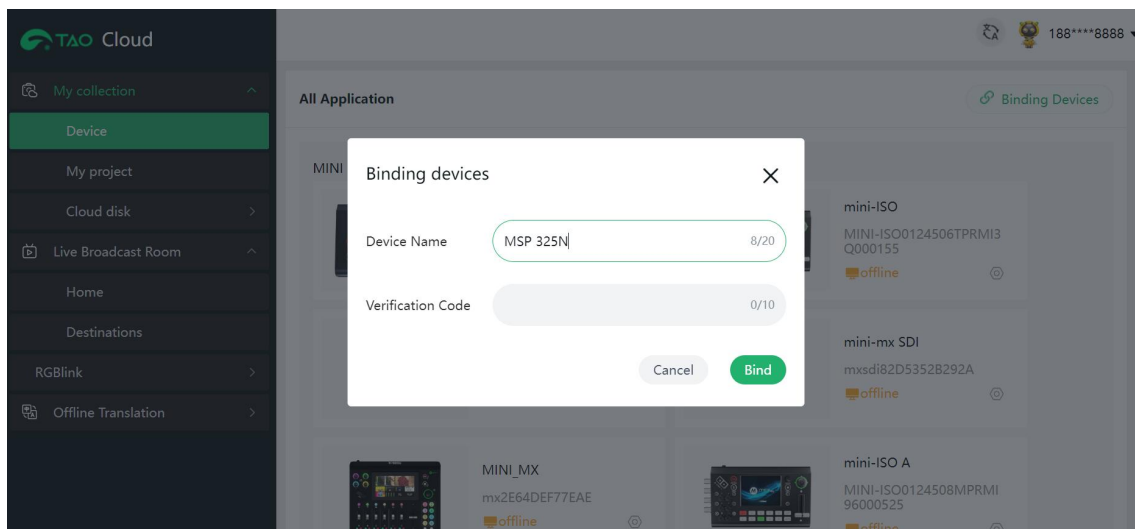 TAO Cloud
188****8888
My collection
Device
My project
Cloud disk
Live Broadcast Room
Home
Destinations
RGBlink
Offline Translation
All Application
Binding Devices
MINI
Binding devices
Device Name
MSP 325N
8/20
Verification Code
0/10
Cancel
Bind
mini-ISO
MINI-ISO0124506TPRMI3
Q000155
offline
mini-mx SDI
mxsdi82D5352B292A
offline
MINI_MX
mx2E64DEF77EAE
offline
mini-ISO A
MINI-ISO0124508MPRMI
96000525
offline